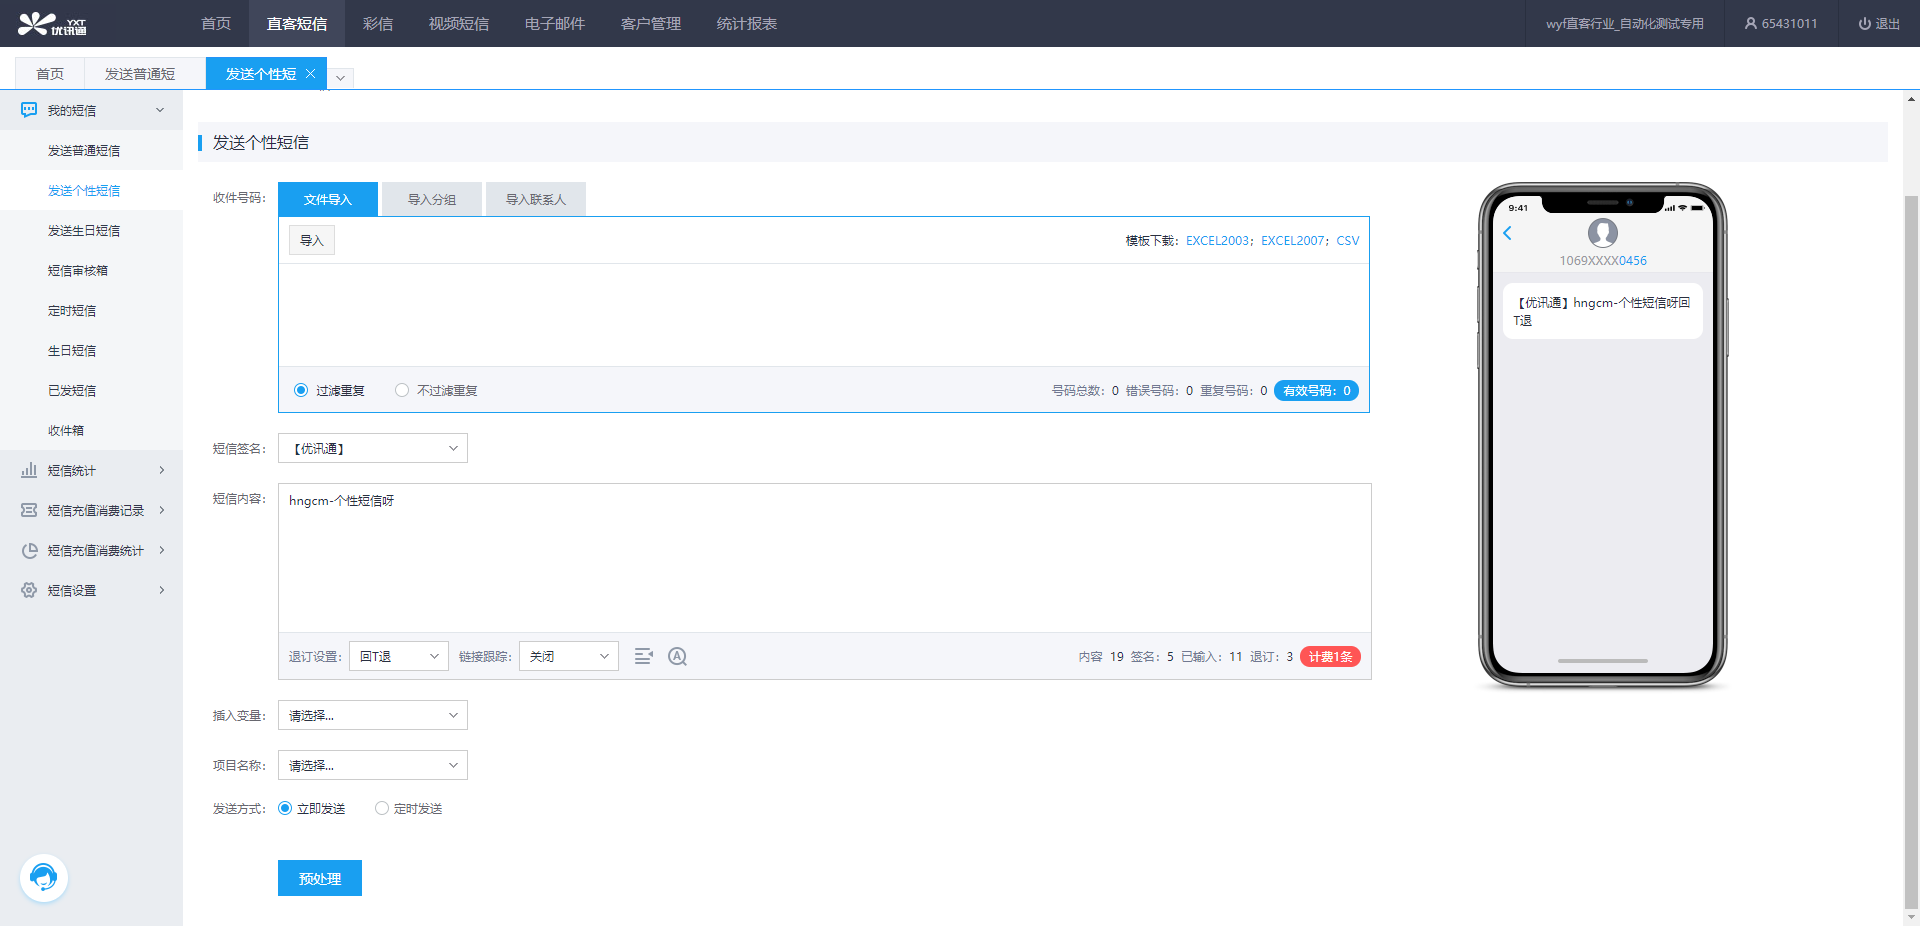 优讯通 YXT
首页 直客短信 彩信 视频短信 电子邮件 客户管理 统计报表 wyf直客行业_自动化测试专用 65431011 退出
首页 发送普通短 发送个性短
我的短信
发送普通短信
发送个性短信
发送生日短信
短信审核箱
定时短信
生日短信
已发短信
收件箱
短信统计
短信充值消费记录
短信充值消费统计
短信设置
发送个性短信
收件号码: 文件导入 导入分组 导入联系人
导入 模板下载: EXCEL2003; EXCEL2007; CSV
过滤重复 不过滤重复 号码总数: 0 错误号码: 0 重复号码: 0 有效号码: 0
短信签名: 【优讯通】
短信内容: hngcm-个性短信呀
退订设置: 回T退 链接跟踪: 关闭 A 内容 19 签名: 5 已输入: 11 退订: 3 计费1条
插入变量: 请选择...
项目名称: 请选择...
发送方式: 立即发送 定时发送
预处理
9:41
1069XXXX0456
【优讯通】hngcm-个性短信呀回
T退